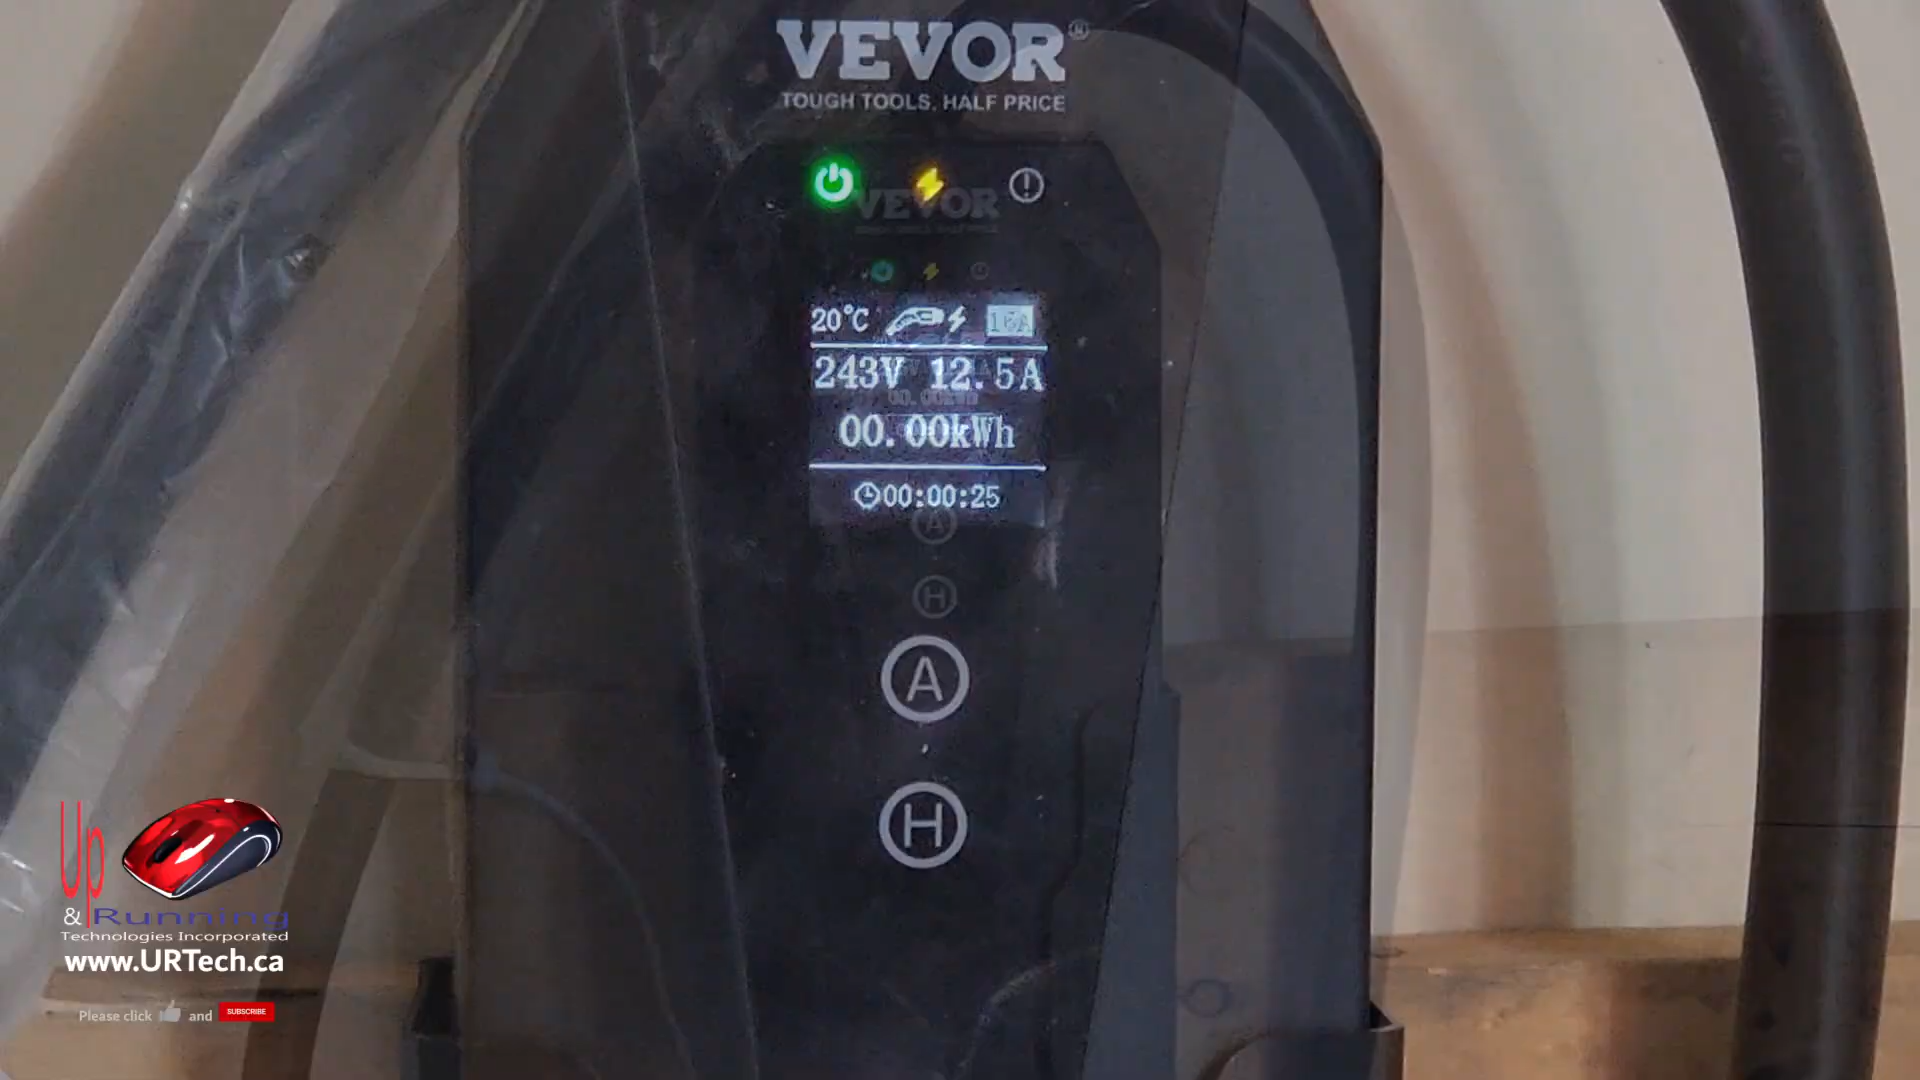 VEVOR®
TOUGH TOOLS, HALF PRICE
VEVOR
20°C 16A
243V 12.5A
00.00kWh
00:00:25
A
H
A
H
Up
& Running
Technologies Incorporated
www.URTech.ca
Please click and SUBSCRIBE